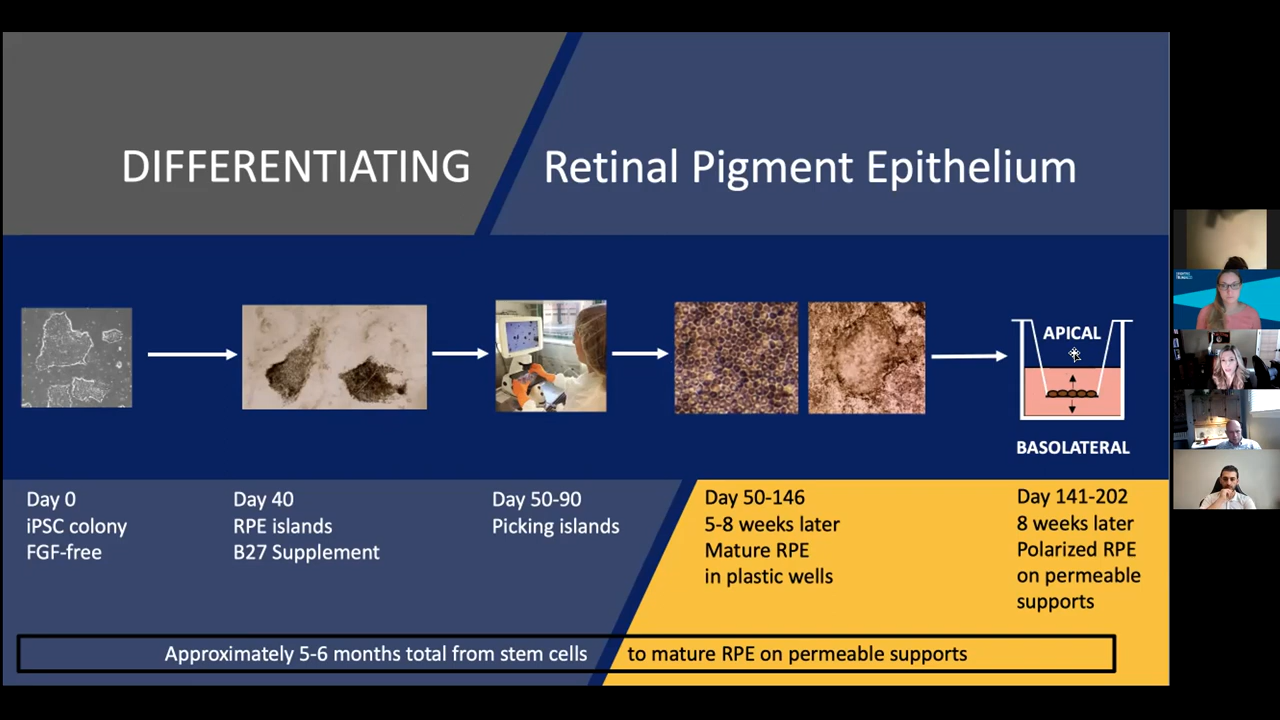 DIFFERENTIATING
Retinal Pigment Epithelium
APICAL
BASOLATERAL
Day 0
iPSC colony
FGF-free
Day 40
RPE islands
B27 Supplement
Day 50-90
Picking islands
Day 50-146
5-8 weeks later
Mature RPE
in plastic wells
Day 141-202
8 weeks later
Polarized RPE
on permeable
supports
Approximately 5-6 months total from stem cells to mature RPE on permeable supports